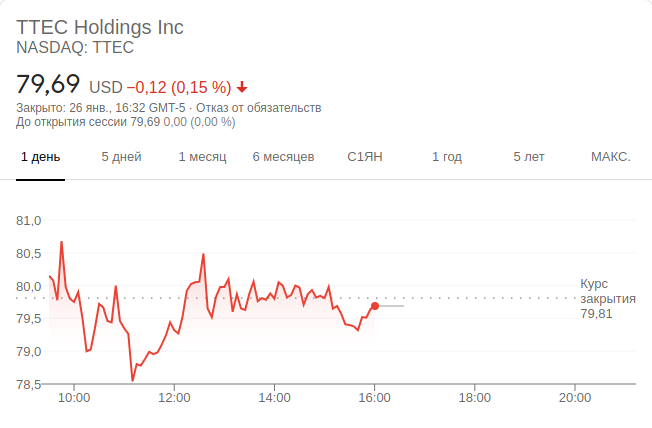 TTEC Holdings Inc
NASDAQ: TTEC
79,69 USD −0,12 (0,15 %)
Закрыто: 26 янв., 16:32 GMT-5 · Отказ от обязательств
До открытия сессии 79,69 0,00 (0,00 %)
1 день 5 дней 1 месяц 6 месяцев С1ЯН 1 год 5 лет МАКС.
81,0
80,5
80,0
79,5
79,0
78,5
Курс
закрытия
79,81
10:00 12:00 14:00 16:00 18:00 20:00